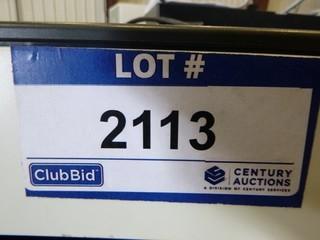 LOT #
2113
ClubBid
CENTURY
AUCTIONS
A DIVISION OF CENTURY SERVICES